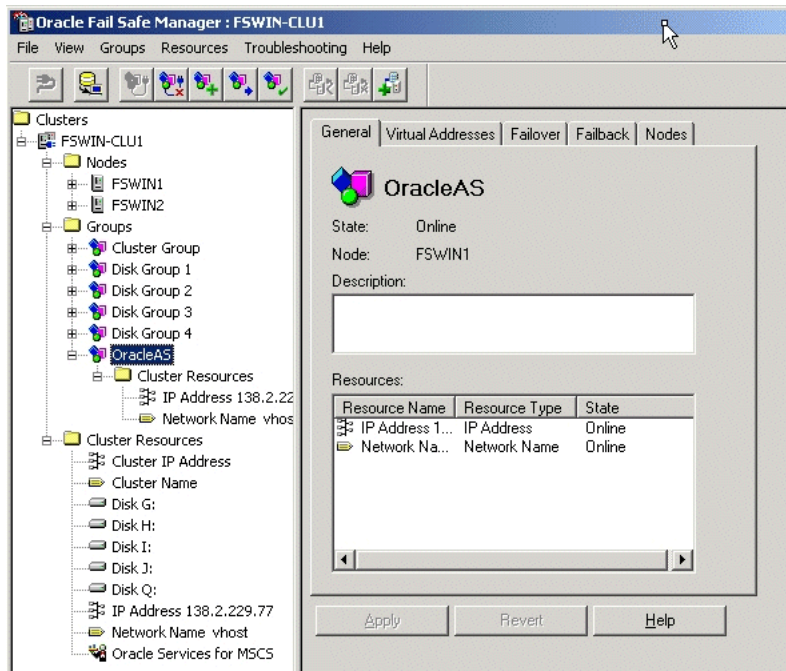 Oracle Fail Safe Manager : FSWIN-CLU1
File View Groups Resources Troubleshooting Help
Clusters
FSWIN-CLU1
Nodes
FSWIN1
FSWIN2
Groups
Cluster Group
Disk Group 1
Disk Group 2
Disk Group 3
Disk Group 4
OracleAS
Cluster Resources
IP Address 138.2.22
Network Name vhos
Cluster Resources
Cluster IP Address
Cluster Name
Disk G:
Disk H:
Disk I:
Disk J:
Disk Q:
IP Address 138.2.229.77
Network Name vhost
Oracle Services for MSCS
General Virtual Addresses Failover Failback Nodes
OracleAS
State: Online
Node: FSWIN1
Description:
Resources:
Resource Name Resource Type State
IP Address 1... IP Address Online
Network Na... Network Name Online
Apply Revert Help